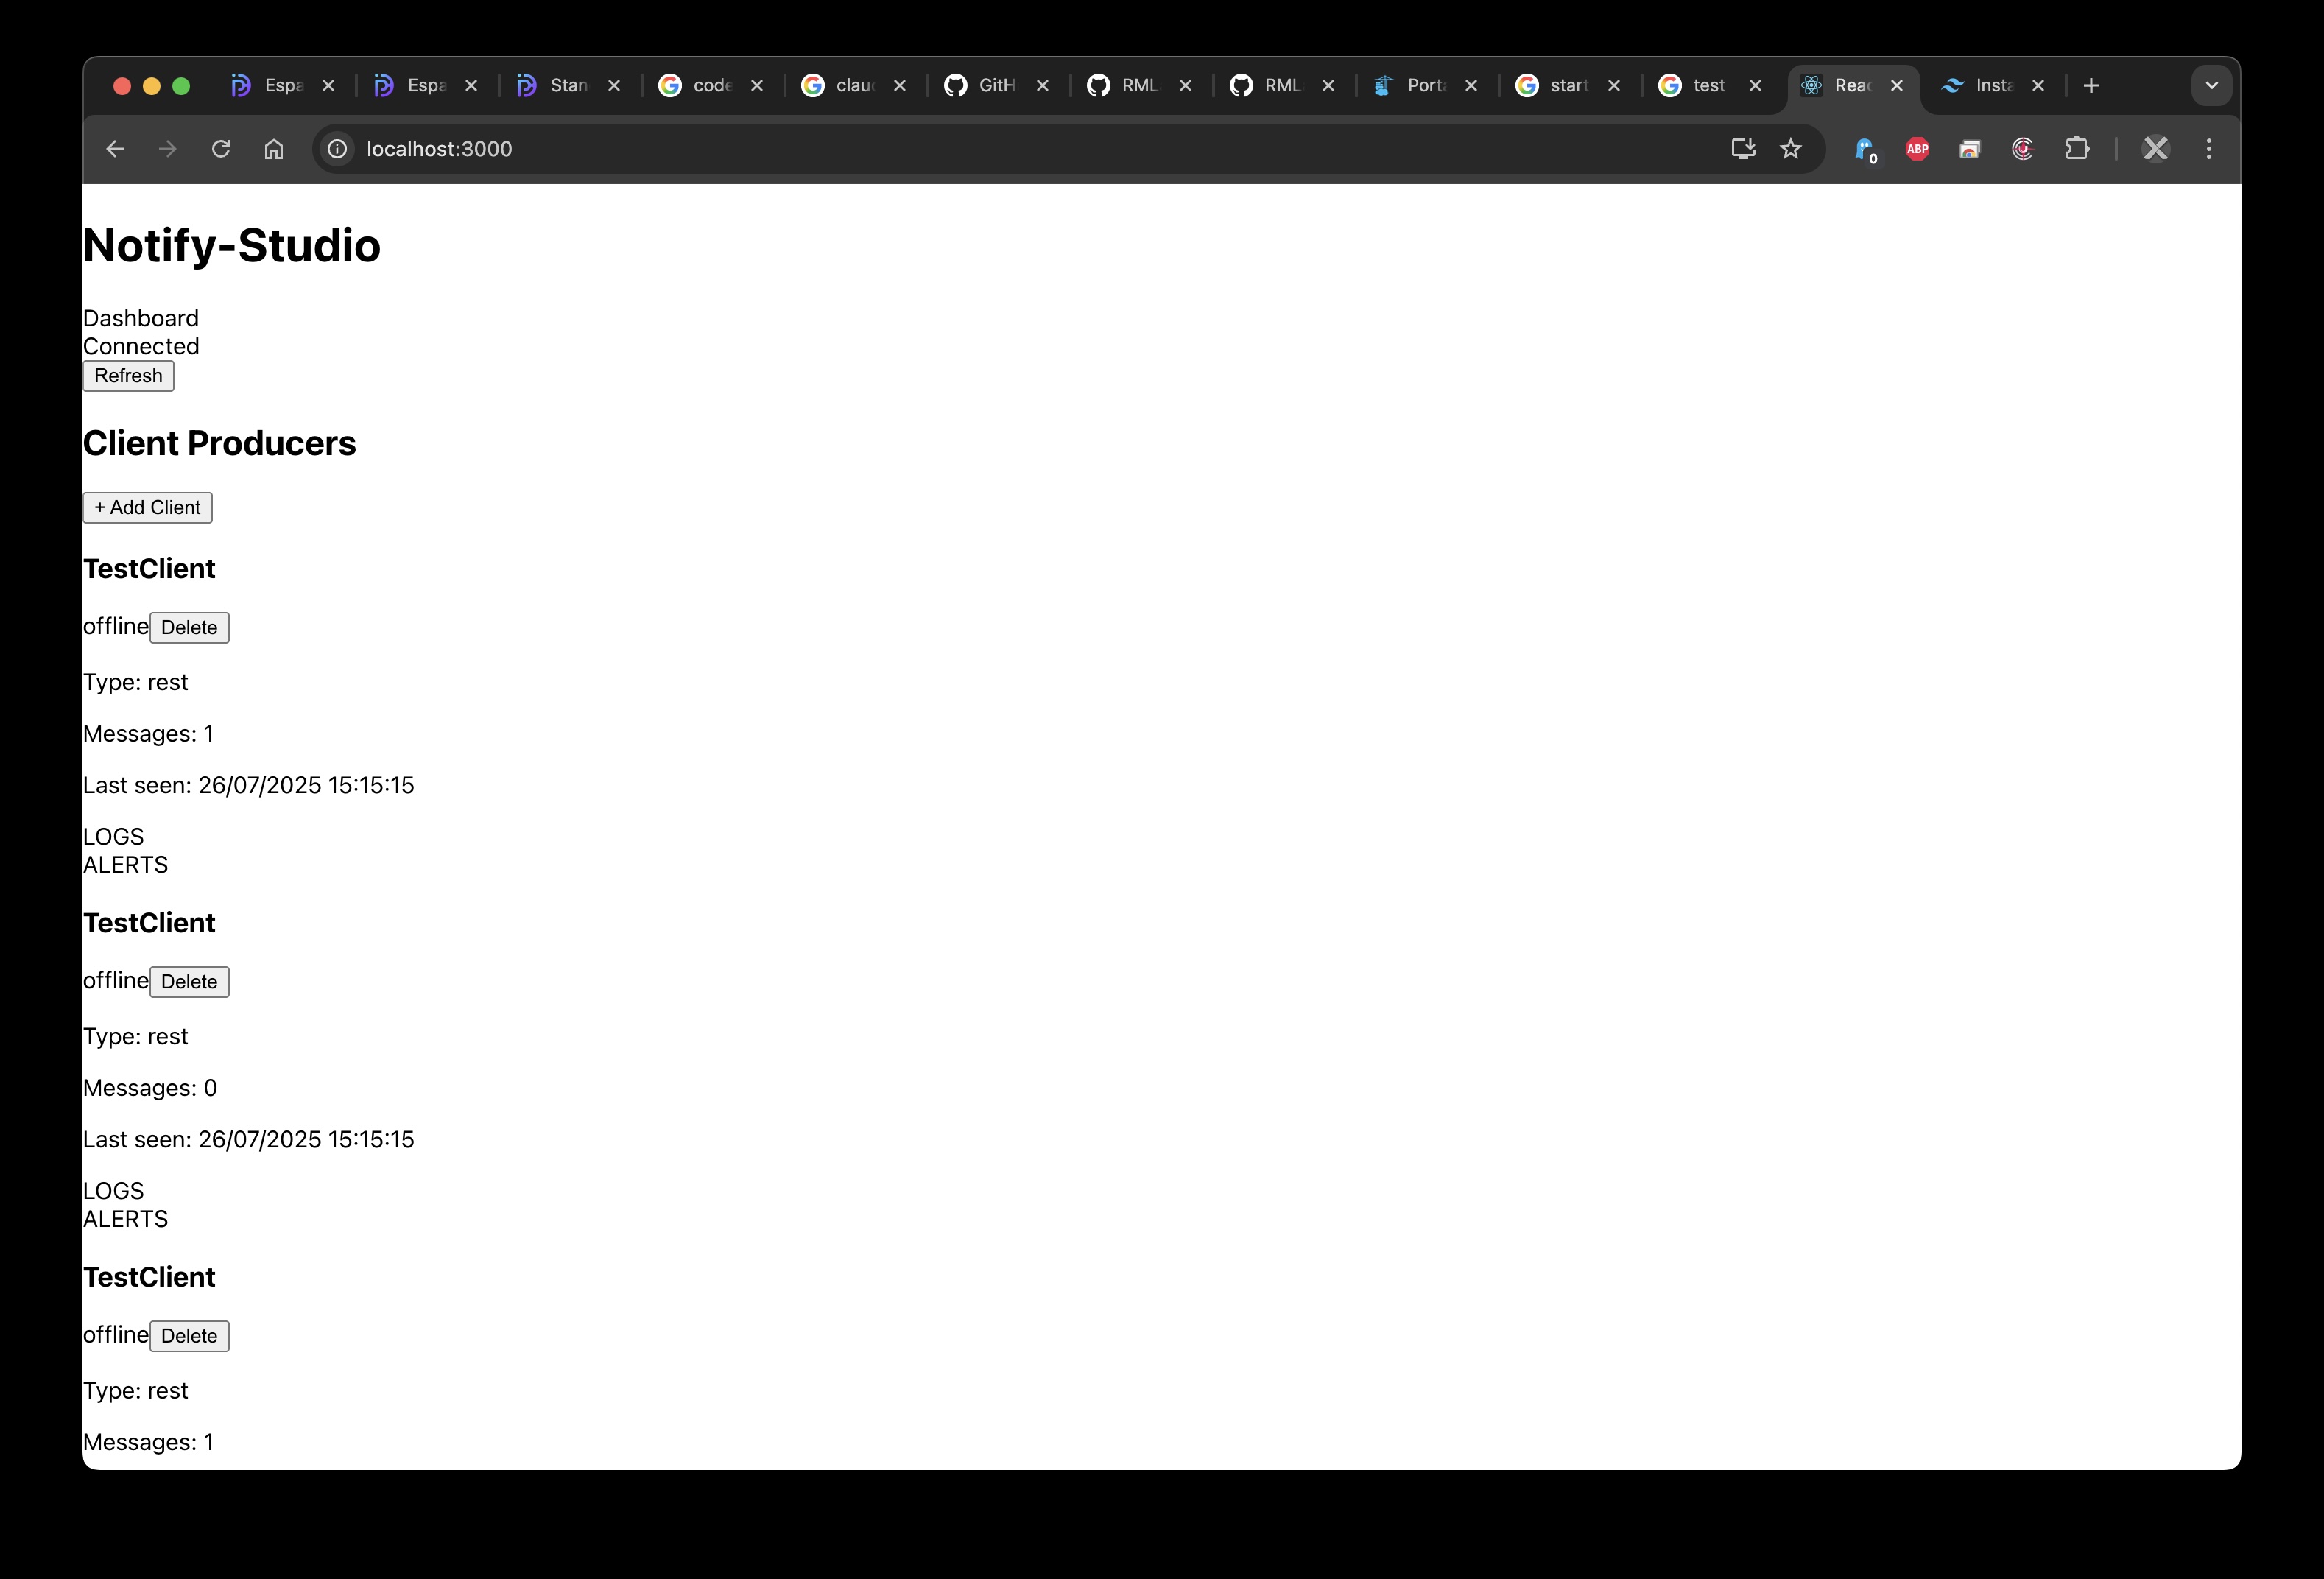 Espa
Espa
Stan
code
clau
GitH
RML
RML
Port
start
test
Reac
Insta
localhost:3000
0
ABP
Notify-Studio
Dashboard
Connected
Refresh
Client Producers
+ Add Client
TestClient
offline Delete
Type: rest
Messages: 1
Last seen: 26/07/2025 15:15:15
LOGS
ALERTS
TestClient
offline Delete
Type: rest
Messages: 0
Last seen: 26/07/2025 15:15:15
LOGS
ALERTS
TestClient
offline Delete
Type: rest
Messages: 1